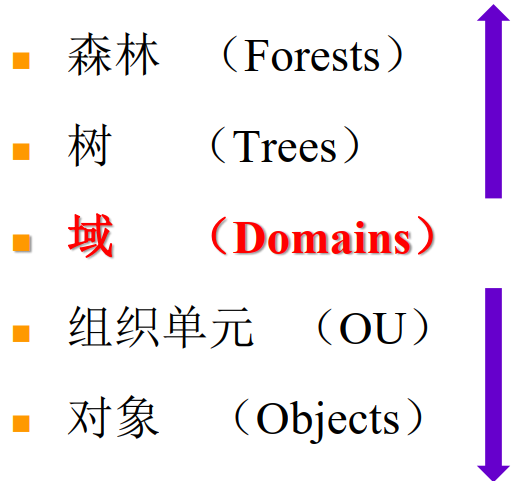 森林 （Forests）
树 （Trees）
域 （Domains）
组织单元 （OU）
对象 （Objects）